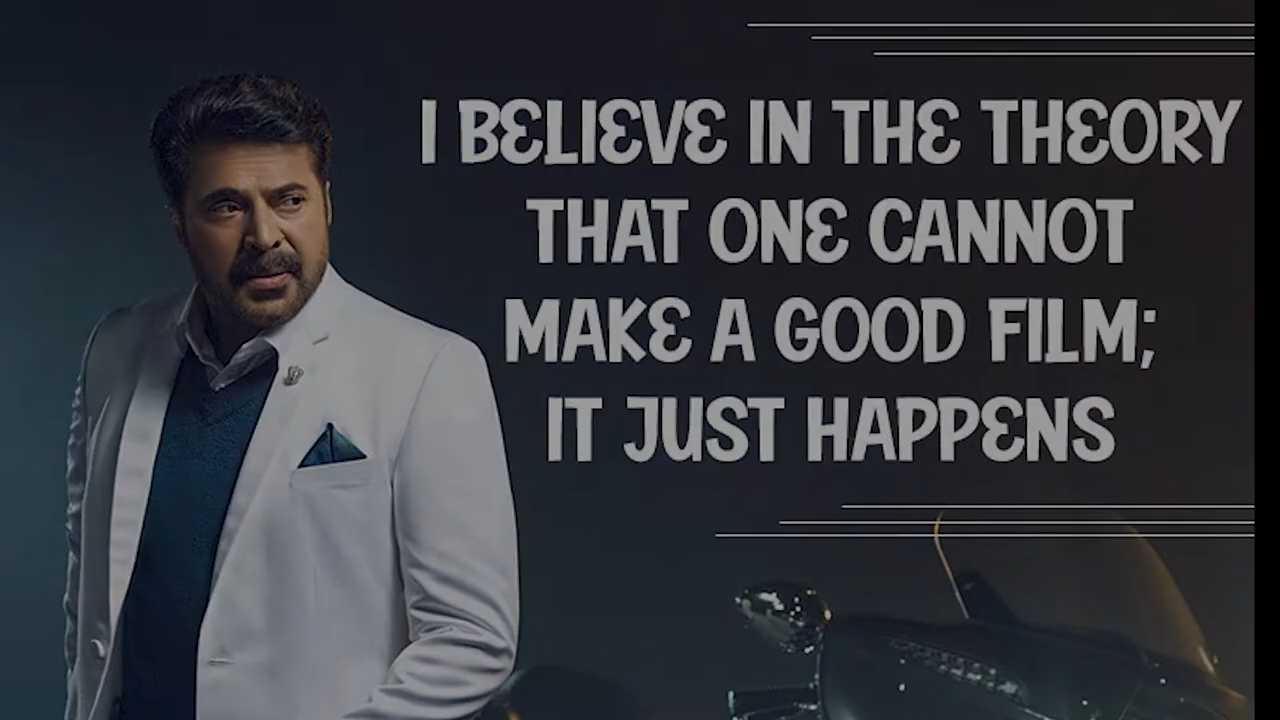 I BELIEVE IN THE THEORY
THAT ONE CANNOT
MAKE A GOOD FILM;
IT JUST HAPPENS